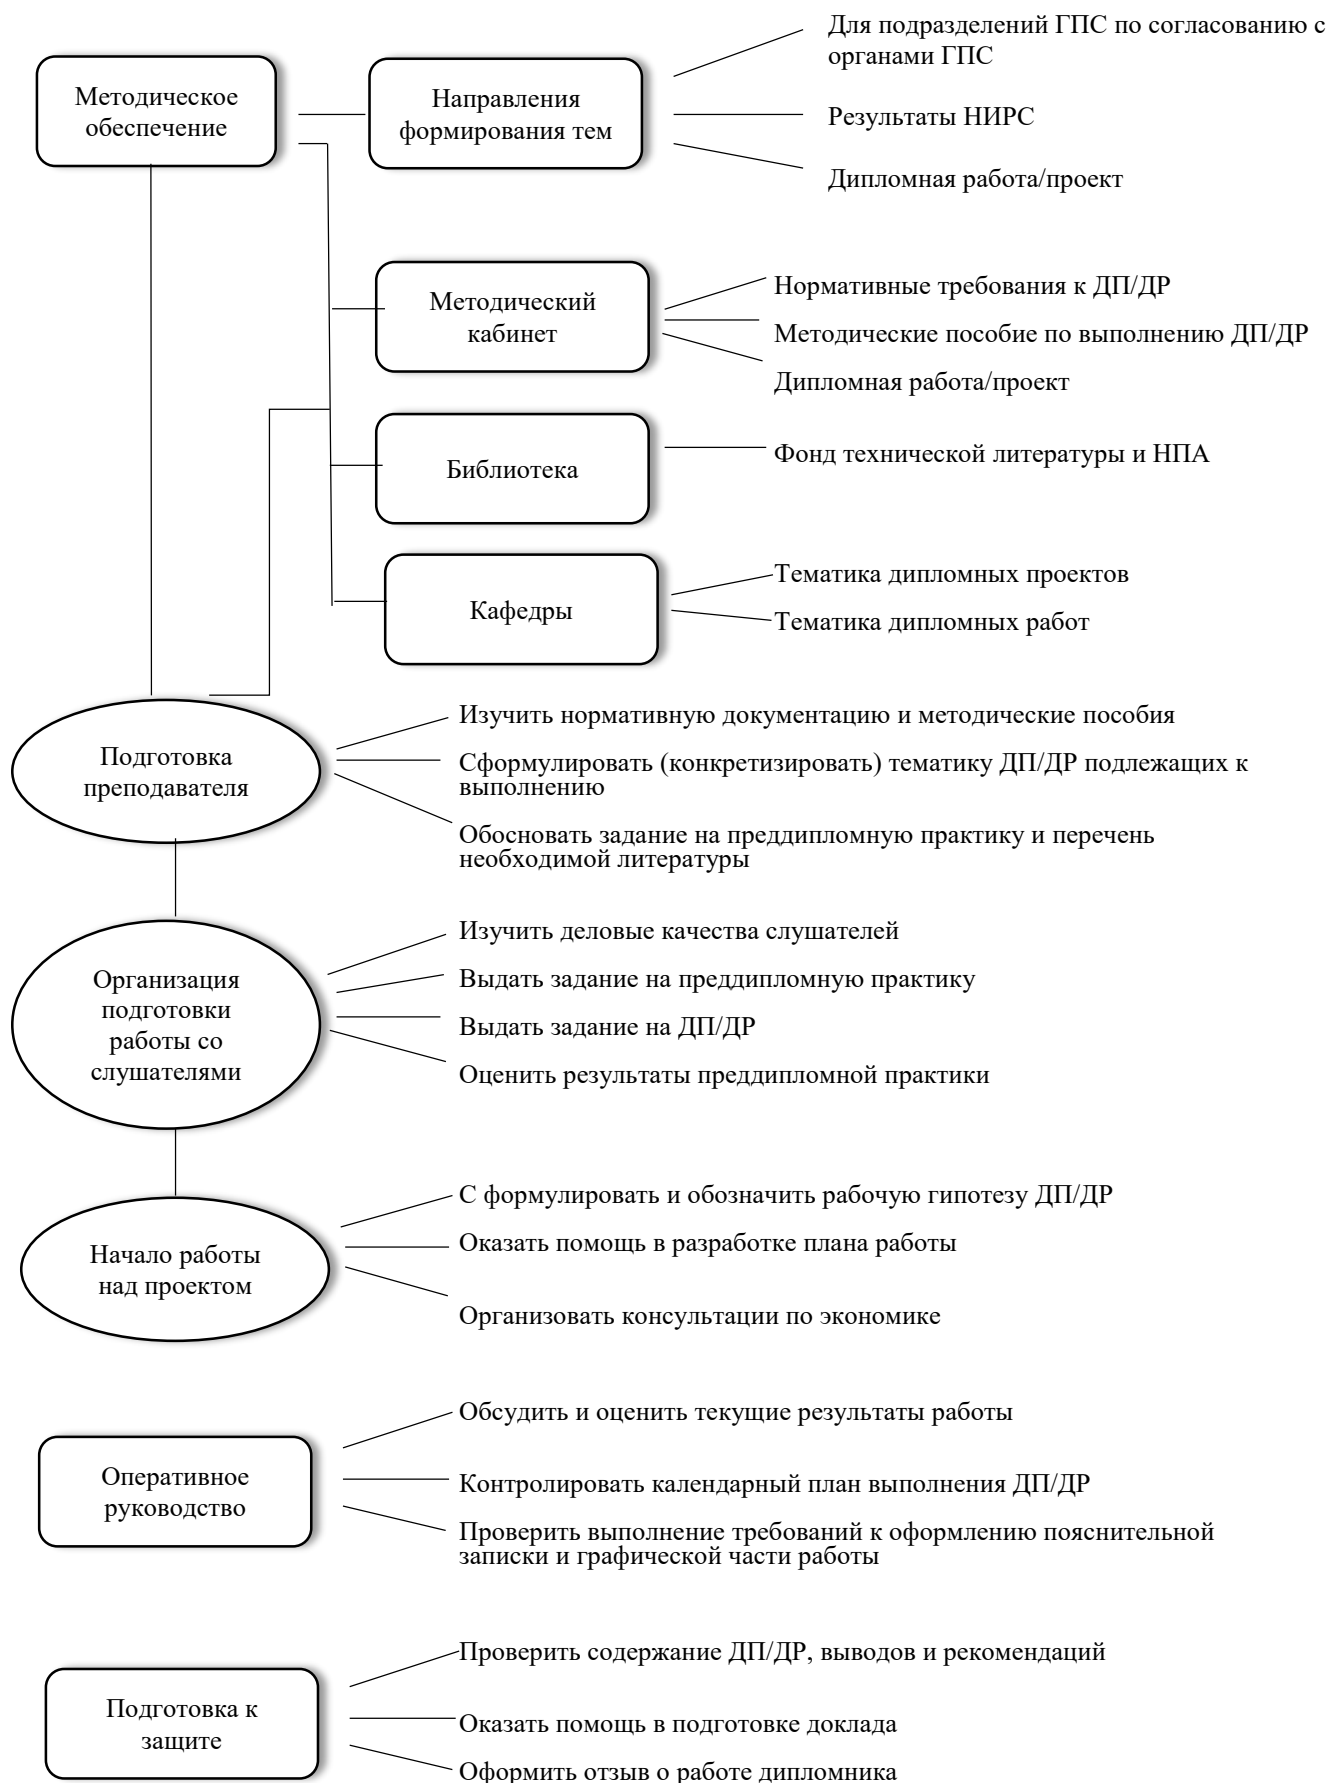 Методическое
обеспечение
Направления
формирования тем
Для подразделений ГПС по согласованию с
органами ГПС
Результаты НИРС
Дипломная работа/проект
Методический
кабинет
Нормативные требования к ДП/ДР
Методические пособие по выполнению ДП/ДР
Дипломная работа/проект
Библиотека
Фонд технической литературы и НПА
Кафедры
Тематика дипломных проектов
Тематика дипломных работ
Подготовка
преподавателя
Изучить нормативную документацию и методические пособия
Сформулировать (конкретизировать) тематику ДП/ДР подлежащих к
выполнению
Обосновать задание на преддипломную практику и перечень
необходимой литературы
Организация
подготовки
работы со
слушателями
Изучить деловые качества слушателей
Выдать задание на преддипломную практику
Выдать задание на ДП/ДР
Оценить результаты преддипломной практики
Начало работы
над проектом
С формулировать и обозначить рабочую гипотезу ДП/ДР
Оказать помощь в разработке плана работы
Организовать консультации по экономике
Оперативное
руководство
Обсудить и оценить текущие результаты работы
Контролировать календарный план выполнения ДП/ДР
Проверить выполнение требований к оформлению пояснительной
записки и графической части работы
Подготовка к
защите
Проверить содержание ДП/ДР, выводов и рекомендаций
Оказать помощь в подготовке доклада
Оформить отзыв о работе дипломника